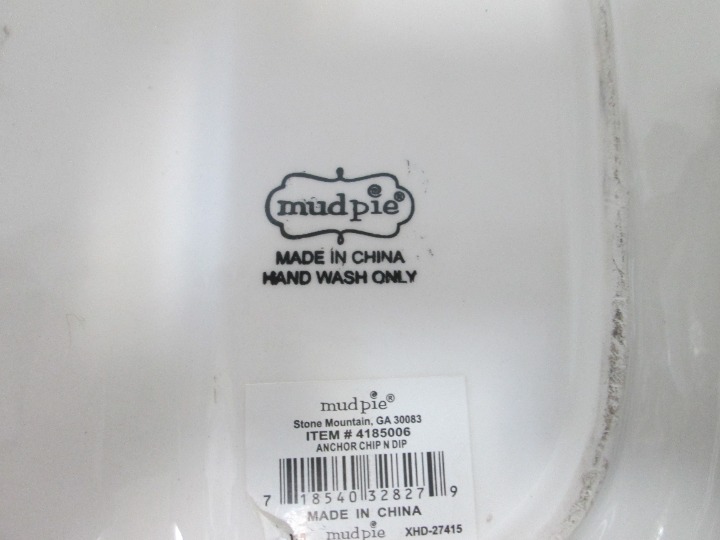 mudpie®
MADE IN CHINA
HAND WASH ONLY
mudpie®
Stone Mountain, GA 30083
ITEM # 4185006
ANCHOR CHIP N DIP
7 18540 32827 9
MADE IN CHINA
mudpie XHD-27415